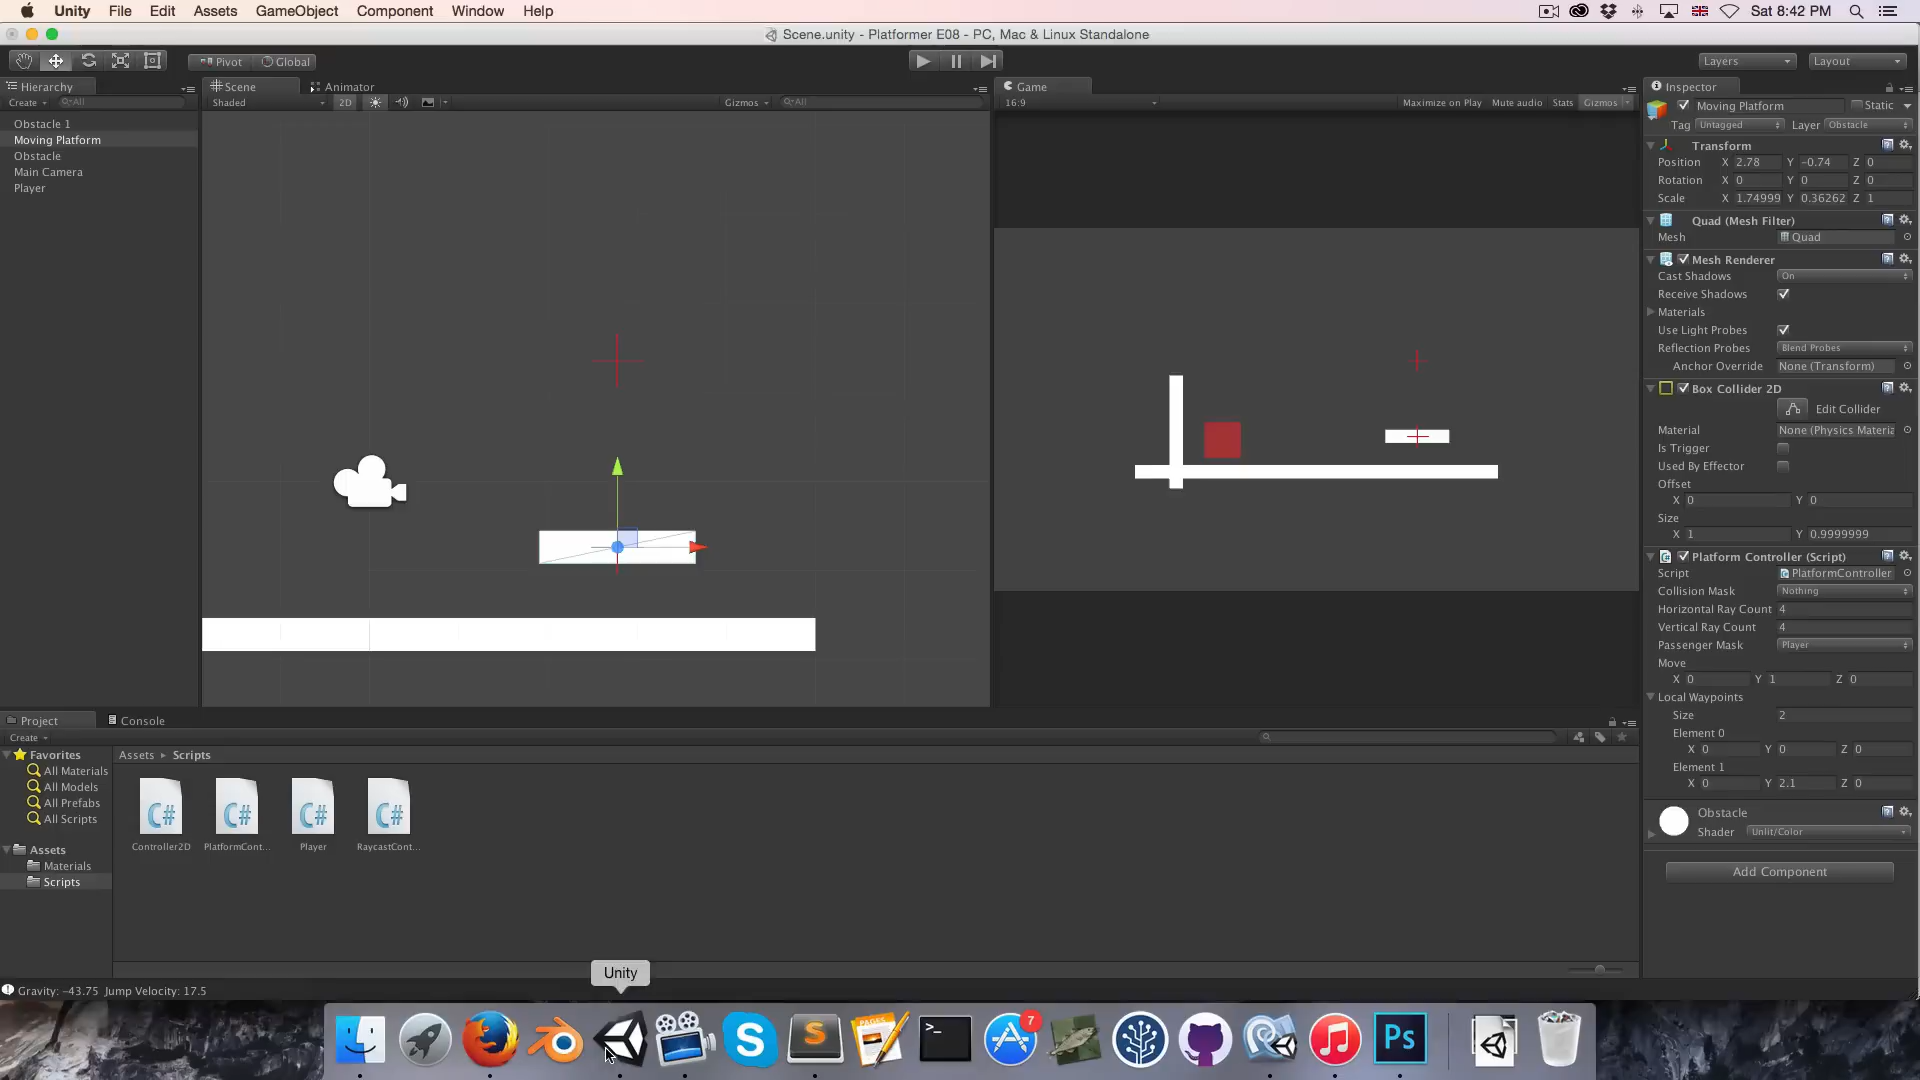 Unity File Edit Assets GameObject Component Window Help Sat 8:42 PM
Scene.unity - Platformer E08 - PC, Mac & Linux Standalone
Pivot Global Layers Layout
Hierarchy
Create All
Obstacle 1
Moving Platform
Obstacle
Main Camera
Player
Scene Animator
Shaded 2D Gizmos All
Game
16:9 Maximize on Play Mute audio Stats Gizmos
Inspector
Moving Platform Static
Tag Untagged Layer Obstacle
Transform
Position X 2.78 Y -0.74 Z 0
Rotation X 0 Y 0 Z 0
Scale X 1.74999 Y 0.36262 Z 1
Quad (Mesh Filter)
Mesh Quad
Mesh Renderer
Cast Shadows On
Receive Shadows
Materials
Use Light Probes
Reflection Probes Blend Probes
Anchor Override None (Transform)
Box Collider 2D
Edit Collider
Material None (Physics Materia
Is Trigger
Used By Effector
Offset
X 0 Y 0
Size
X 1 Y 0.9999999
Platform Controller (Script)
Script PlatformController
Collision Mask Nothing
Horizontal Ray Count 4
Vertical Ray Count 4
Passenger Mask Player
Move
X 0 Y 1 Z 0
Local Waypoints
Size 2
Element 0
X 0 Y 0 Z 0
Element 1
X 0 Y 2.1 Z 0
Obstacle
Shader Unlit/Color
Add Component
Project Console
Create
Favorites
All Materials
All Models
All Prefabs
All Scripts
Assets
Materials
Scripts
Assets Scripts
C# C# C# C#
Controller2D PlatformCont... Player RaycastCont...
Unity
Gravity: -43.75 Jump Velocity: 17.5
S S PAGES >_ 7 Ps